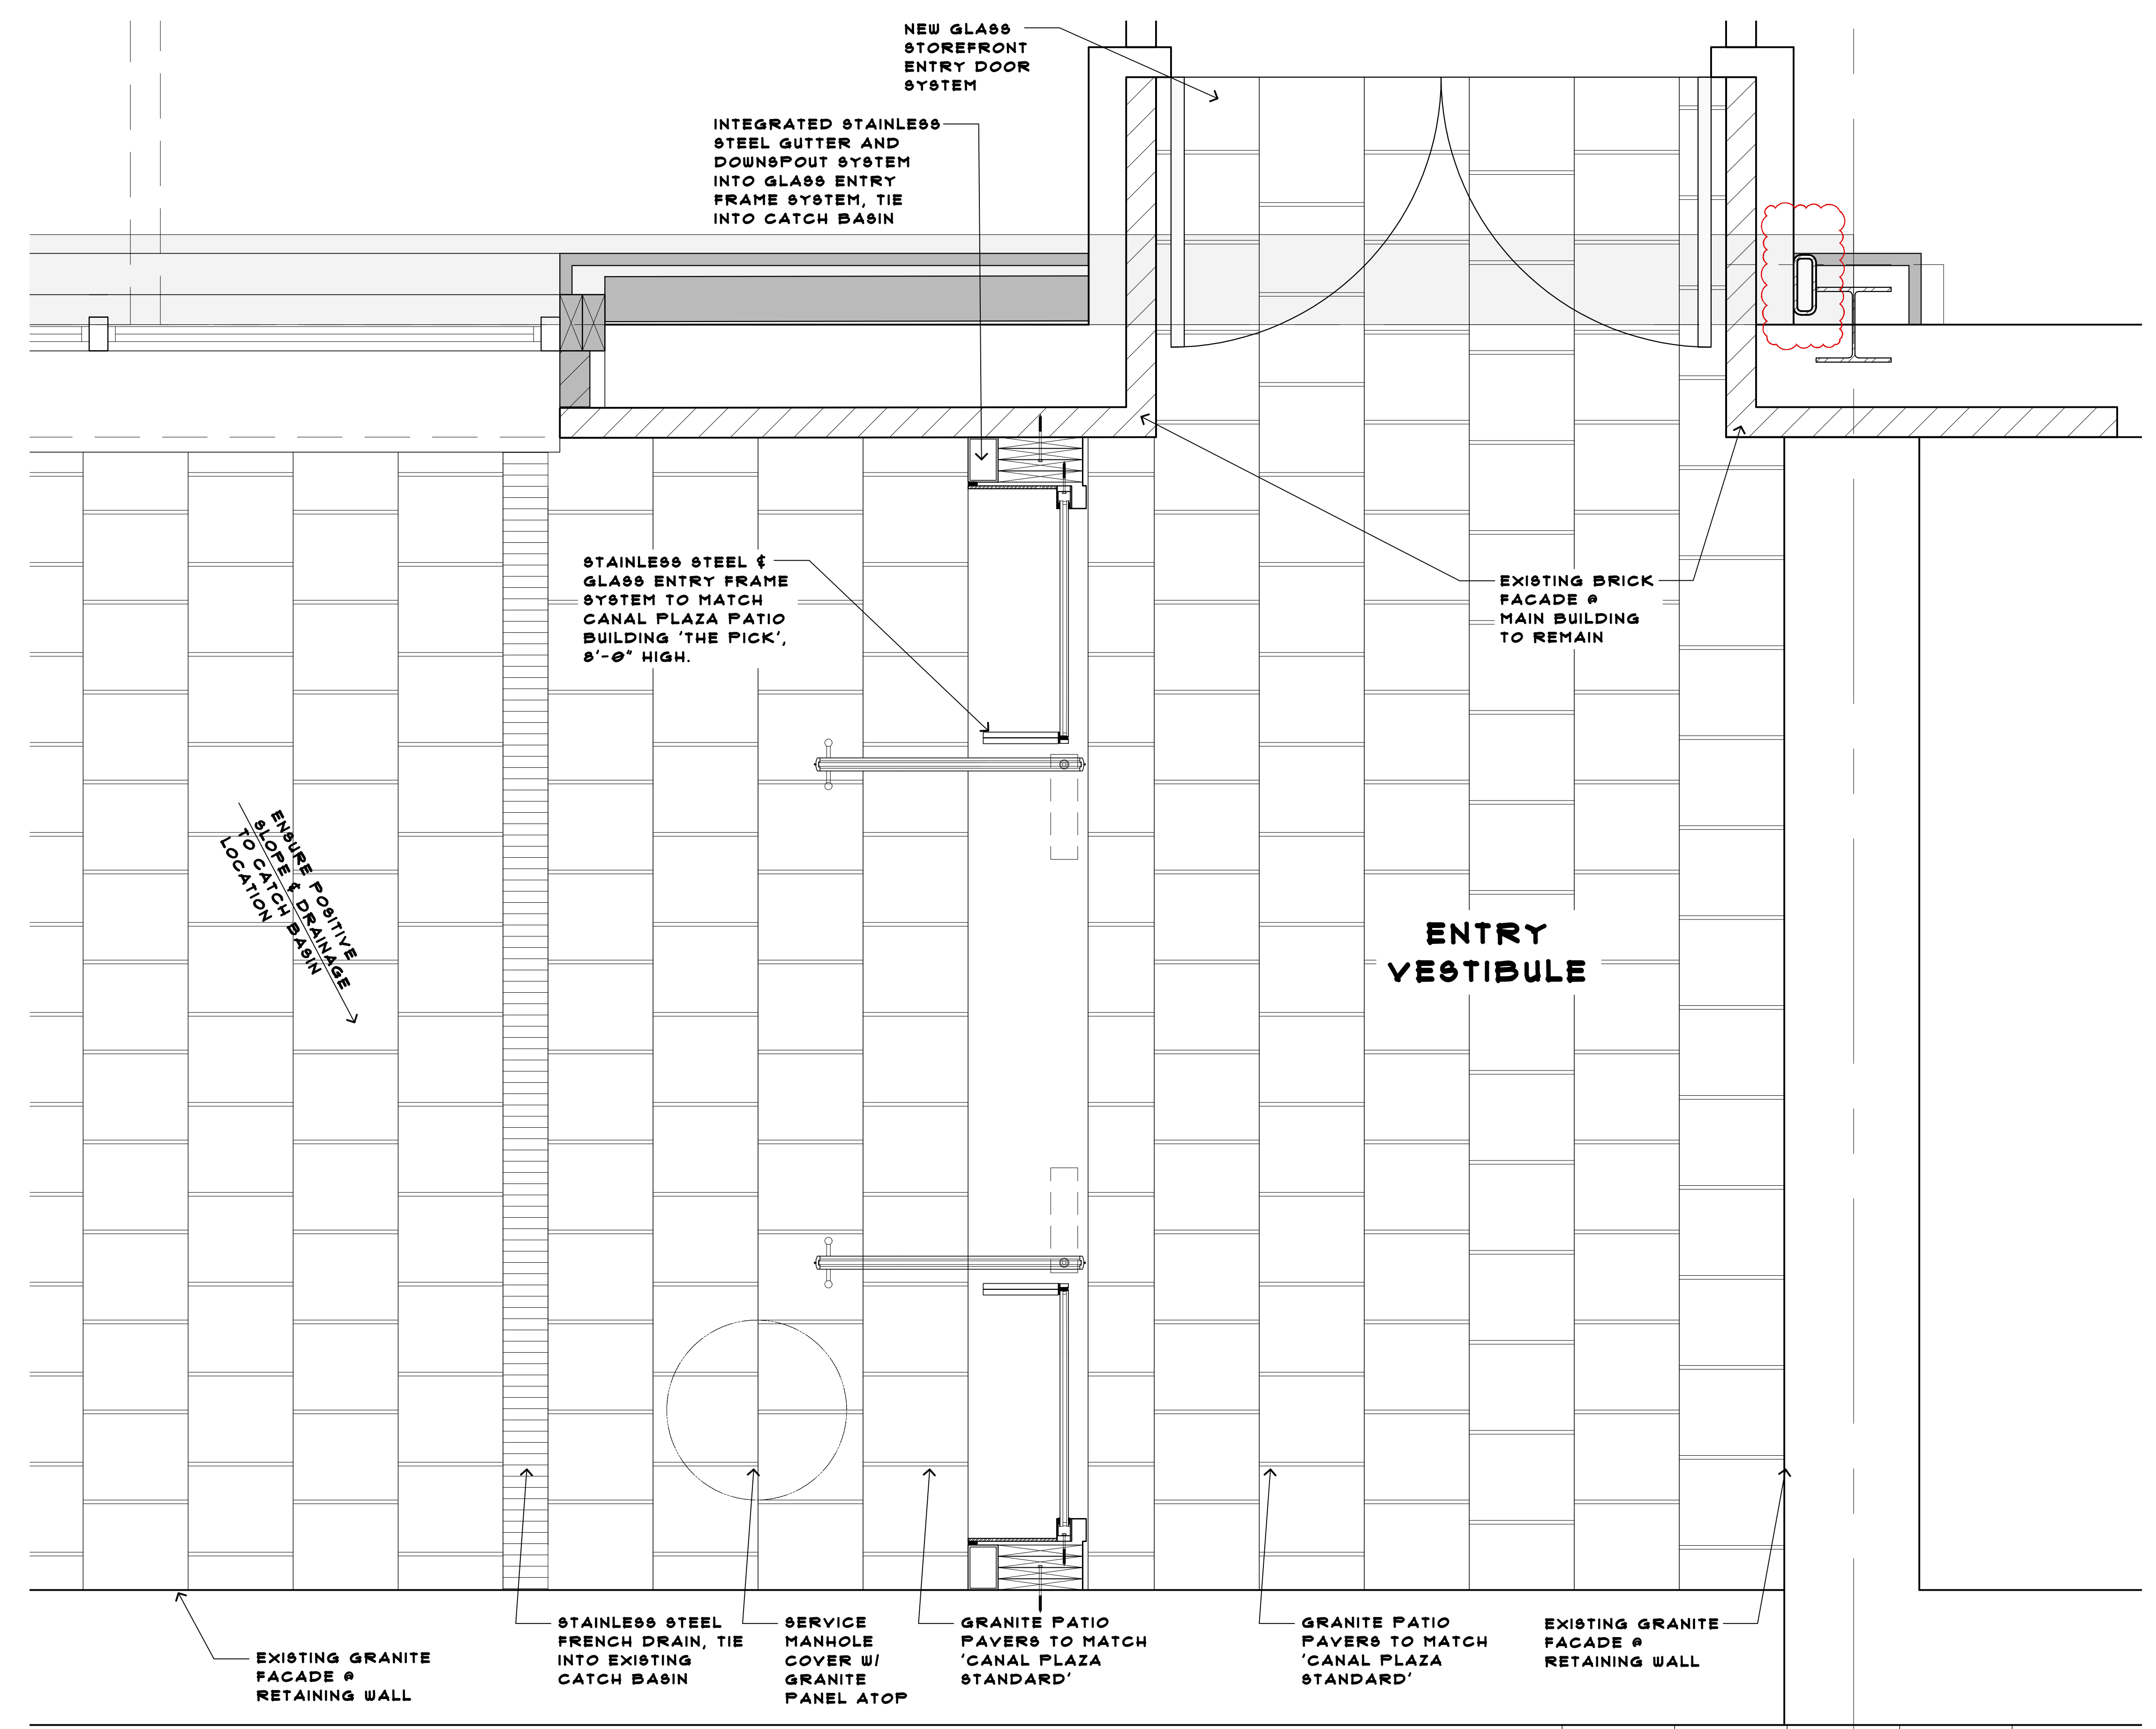 NEW GLASS
STOREFRONT
ENTRY DOOR
SYSTEM
INTEGRATED STAINLESS
STEEL GUTTER AND
DOWNSPOUT SYSTEM
INTO GLASS ENTRY
FRAME SYSTEM, TIE
INTO CATCH BASIN
STAINLESS STEEL &
GLASS ENTRY FRAME
SYSTEM TO MATCH
CANAL PLAZA PATIO
BUILDING 'THE PICK',
8'-0" HIGH.
EXISTING BRICK
FACADE @
MAIN BUILDING
TO REMAIN
ENSURE POSITIVE
SLOPE & DRAINAGE
TO CATCH BASIN
LOCATION
ENTRY
VESTIBULE
EXISTING GRANITE
FACADE @
RETAINING WALL
STAINLESS STEEL
FRENCH DRAIN, TIE
INTO EXISTING
CATCH BASIN
SERVICE
MANHOLE
COVER W/
GRANITE
PANEL ATOP
GRANITE PATIO
PAVERS TO MATCH
'CANAL PLAZA
STANDARD'
GRANITE PATIO
PAVERS TO MATCH
'CANAL PLAZA
STANDARD'
EXISTING GRANITE
FACADE @
RETAINING WALL